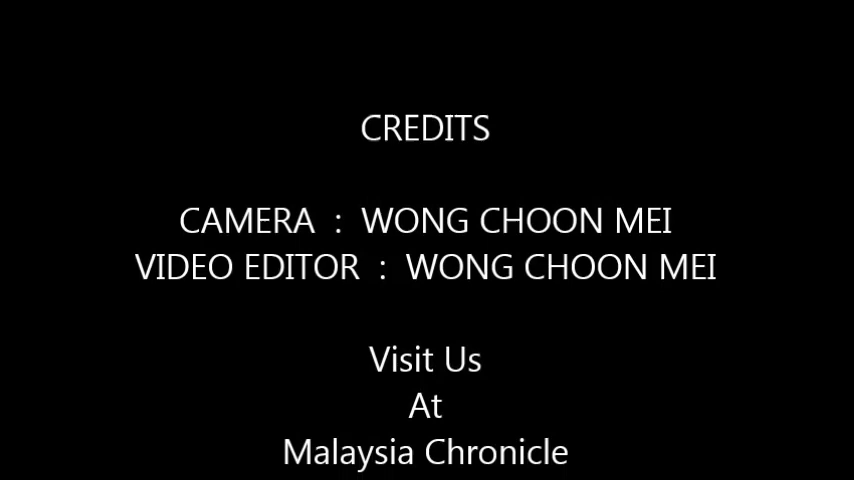 CREDITS
CAMERA : WONG CHOON MEI
VIDEO EDITOR : WONG CHOON MEI
Visit Us
At
Malaysia Chronicle